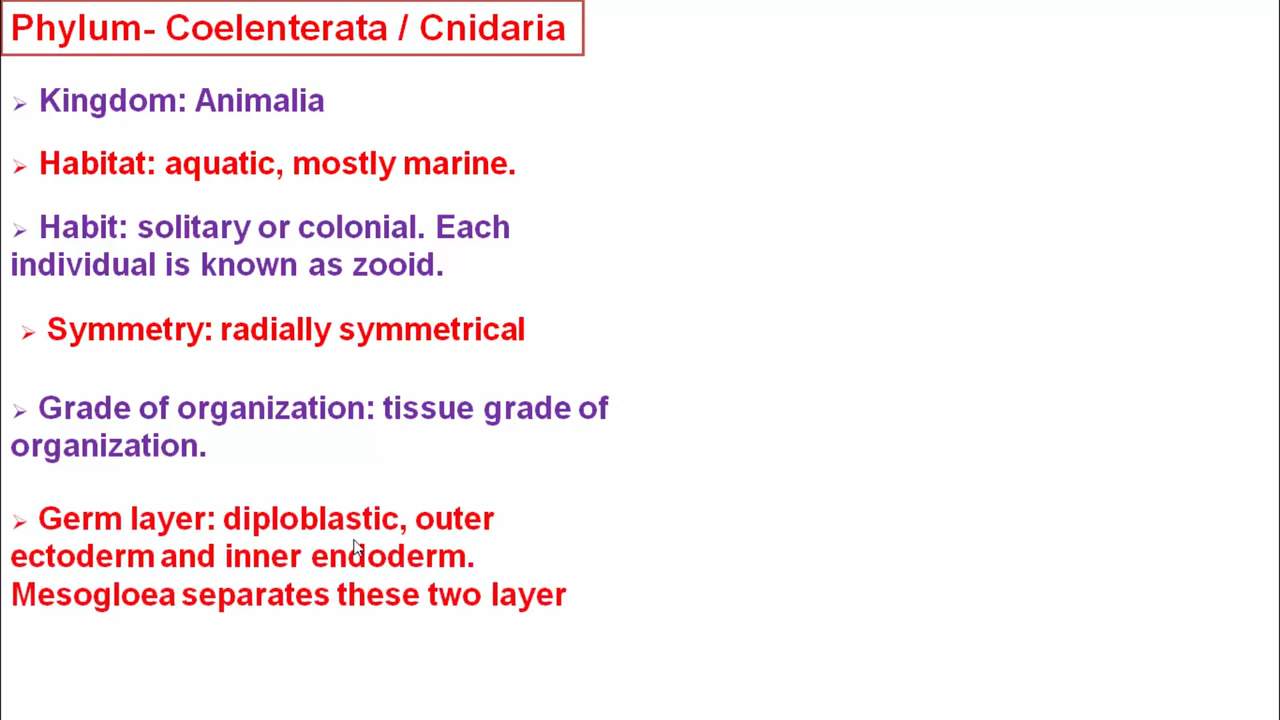 Phylum- Coelenterata / Cnidaria
➢ Kingdom: Animalia
➢ Habitat: aquatic, mostly marine.
➢ Habit: solitary or colonial. Each
individual is known as zooid.
➢ Symmetry: radially symmetrical
➢ Grade of organization: tissue grade of
organization.
➢ Germ layer: diploblastic, outer
ectoderm and inner endoderm.
Mesogloea separates these two layer